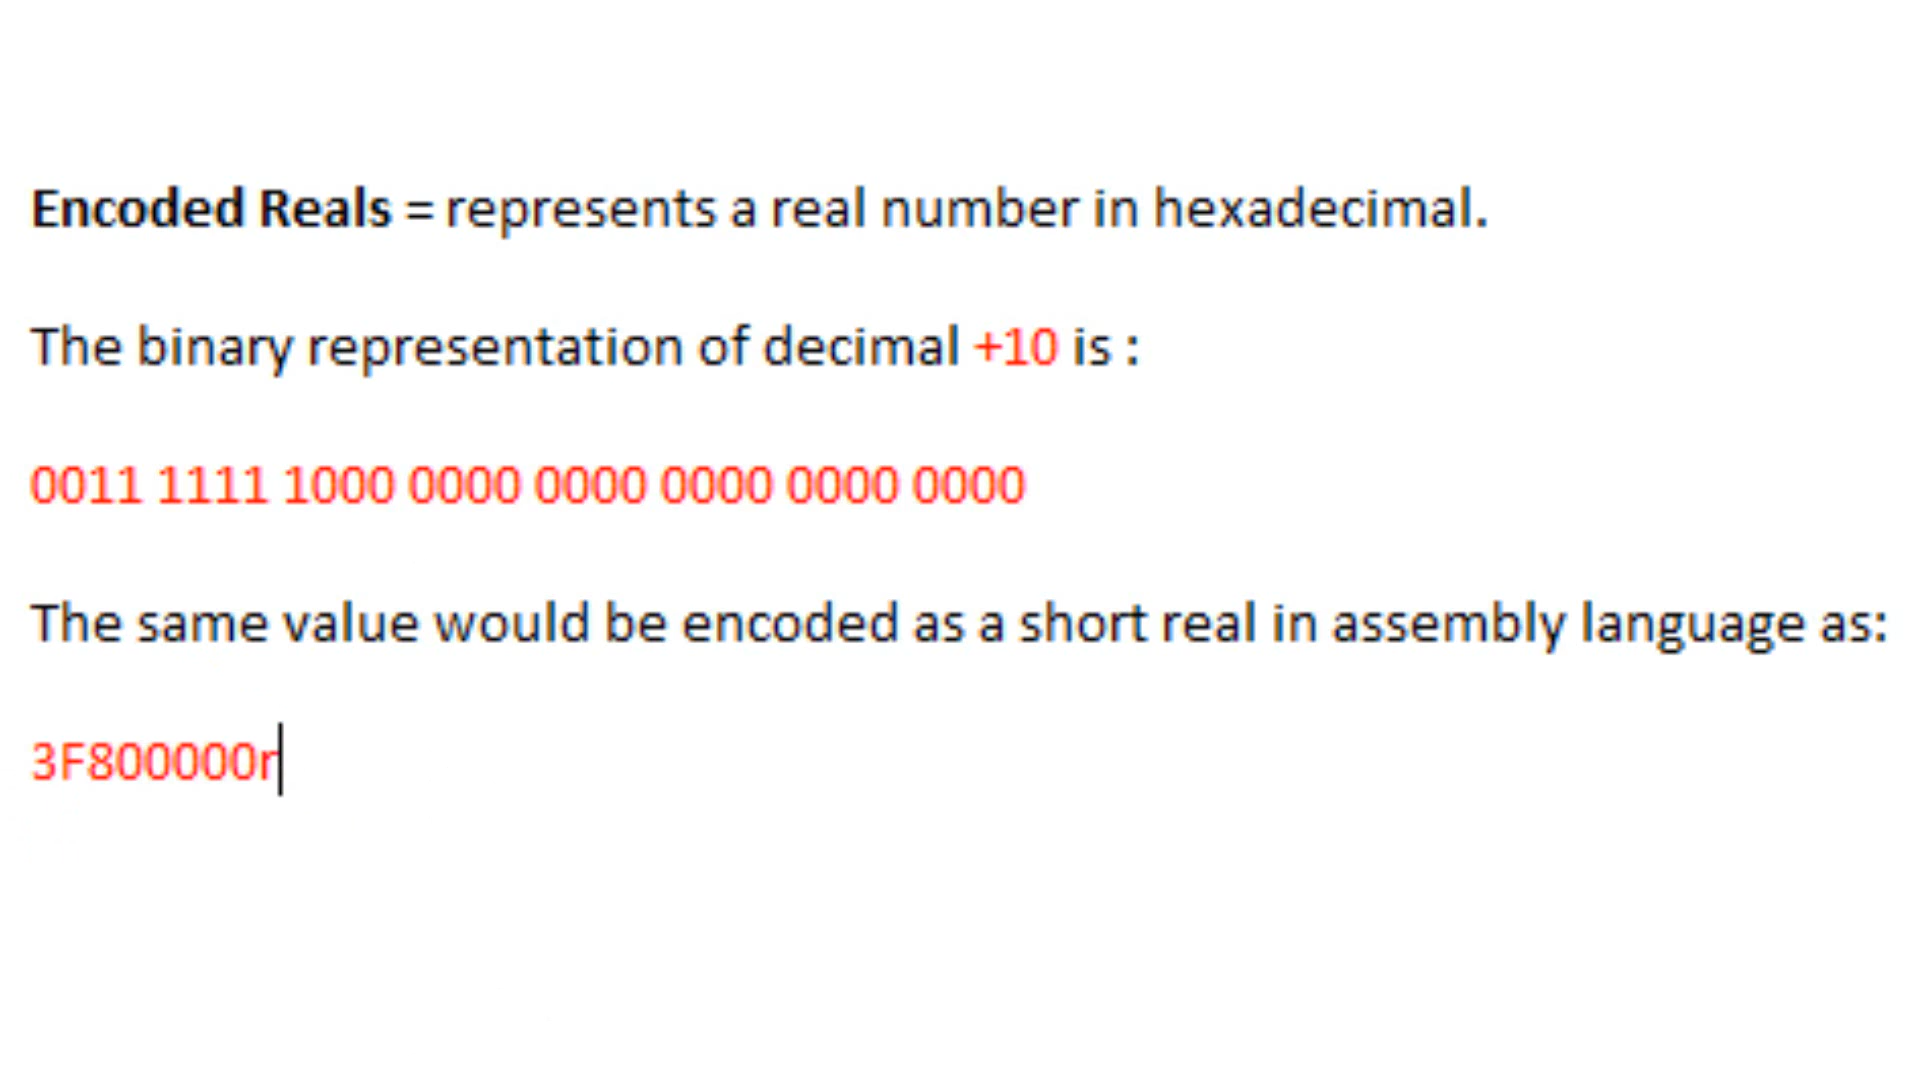 Encoded Reals = represents a real number in hexadecimal.
The binary representation of decimal +10 is :
0011 1111 1000 0000 0000 0000 0000 0000
The same value would be encoded as a short real in assembly language as:
3F800000r